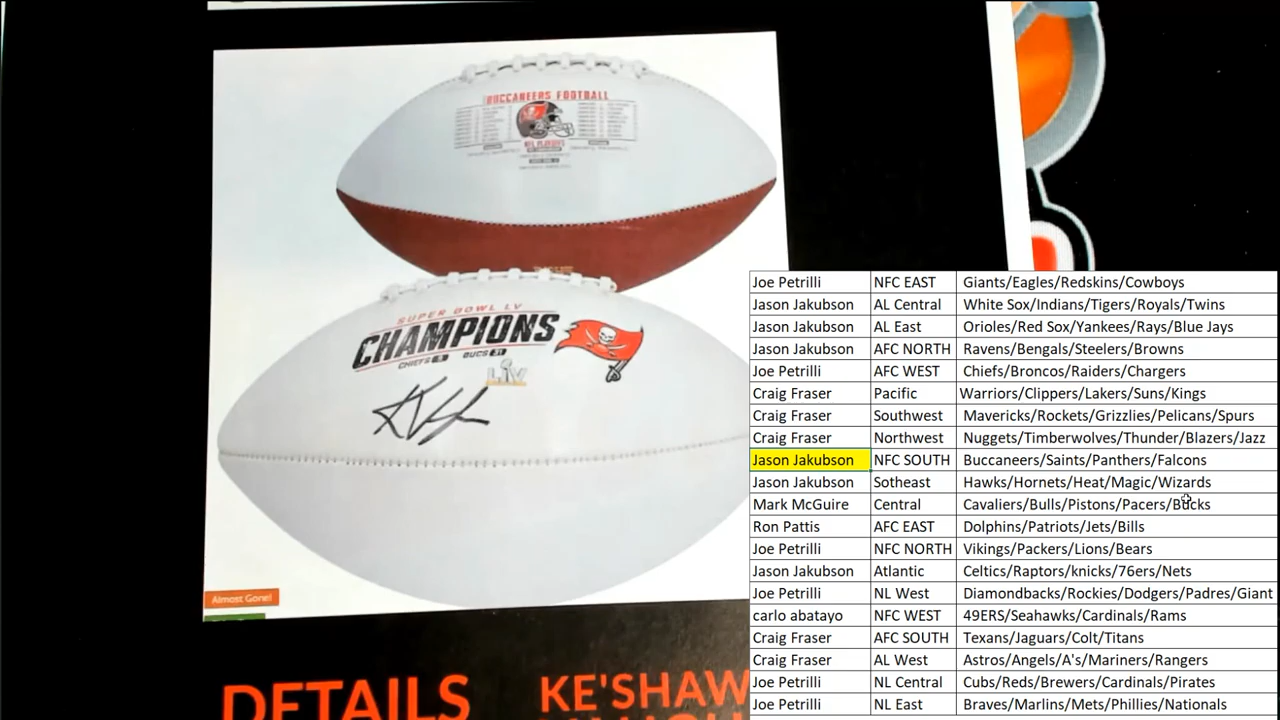 BUCCANEERS FOOTBALL
NFL PLAYOFFS
SUPER BOWL LV
CHAMPIONS
CHIEFS 9 BUCS 31
LV
Almost Gone!!
DETAILS
KE'SHAW
Joe Petrilli NFC EAST Giants/Eagles/Redskins/Cowboys
Jason Jakubson AL Central White Sox/Indians/Tigers/Royals/Twins
Jason Jakubson AL East Orioles/Red Sox/Yankees/Rays/Blue Jays
Jason Jakubson AFC NORTH Ravens/Bengals/Steelers/Browns
Joe Petrilli AFC WEST Chiefs/Broncos/Raiders/Chargers
Craig Fraser Pacific Warriors/Clippers/Lakers/Suns/Kings
Craig Fraser Southwest Mavericks/Rockets/Grizzlies/Pelicans/Spurs
Craig Fraser Northwest Nuggets/Timberwolves/Thunder/Blazers/Jazz
Jason Jakubson NFC SOUTH Buccaneers/Saints/Panthers/Falcons
Jason Jakubson Sotheast Hawks/Hornets/Heat/Magic/Wizards
Mark McGuire Central Cavaliers/Bulls/Pistons/Pacers/Bucks
Ron Pattis AFC EAST Dolphins/Patriots/Jets/Bills
Joe Petrilli NFC NORTH Vikings/Packers/Lions/Bears
Jason Jakubson Atlantic Celtics/Raptors/knicks/76ers/Nets
Joe Petrilli NL West Diamondbacks/Rockies/Dodgers/Padres/Giant
carlo abatayo NFC WEST 49ERS/Seahawks/Cardinals/Rams
Craig Fraser AFC SOUTH Texans/Jaguars/Colt/Titans
Craig Fraser AL West Astros/Angels/A's/Mariners/Rangers
Joe Petrilli NL Central Cubs/Reds/Brewers/Cardinals/Pirates
Joe Petrilli NL East Braves/Marlins/Mets/Phillies/Nationals